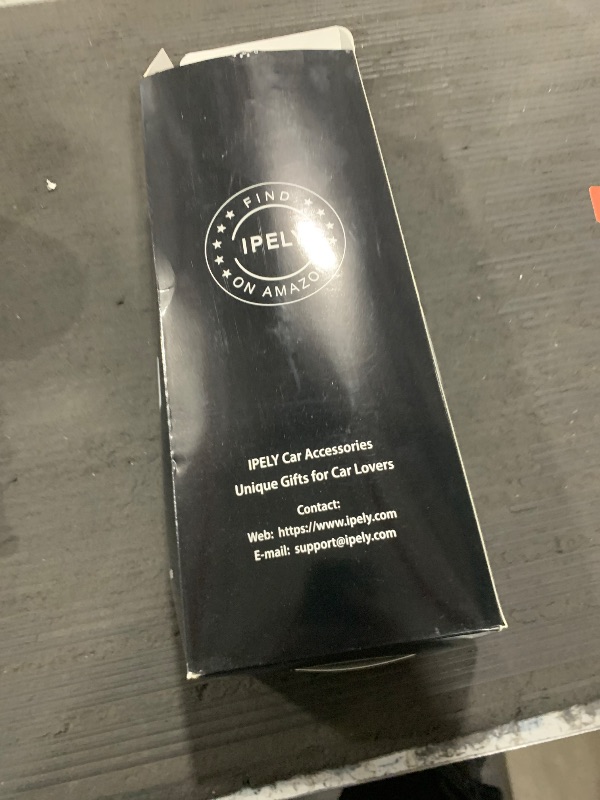 FIND
IPELY
ON AMAZON
IPELY Car Accessories
Unique Gifts for Car Lovers
Contact:
Web: https://www.ipely.com
E-mail: support@ipely.com